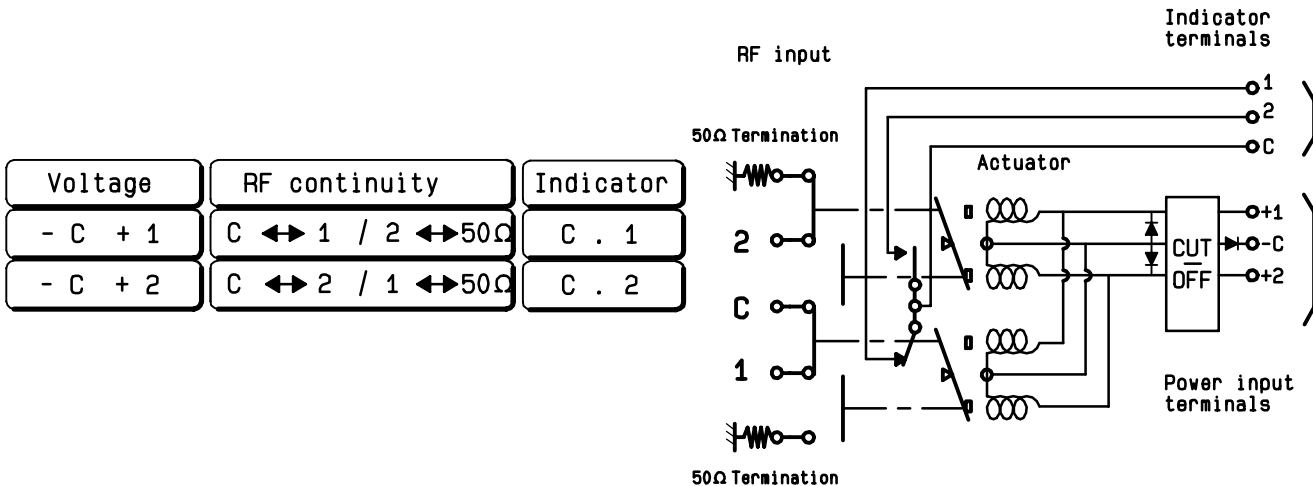 Voltage RF continuity Indicator
- C + 1 C ◄► 1 / 2 ◄► 50Ω C . 1
- C + 2 C ◄► 2 / 1 ◄► 50Ω C . 2
Indicator
terminals
RF input
1
2
C
50Ω Termination
Actuator
2
C
1
50Ω Termination
CUT
OFF
+1
-C
+2
Power input
terminals